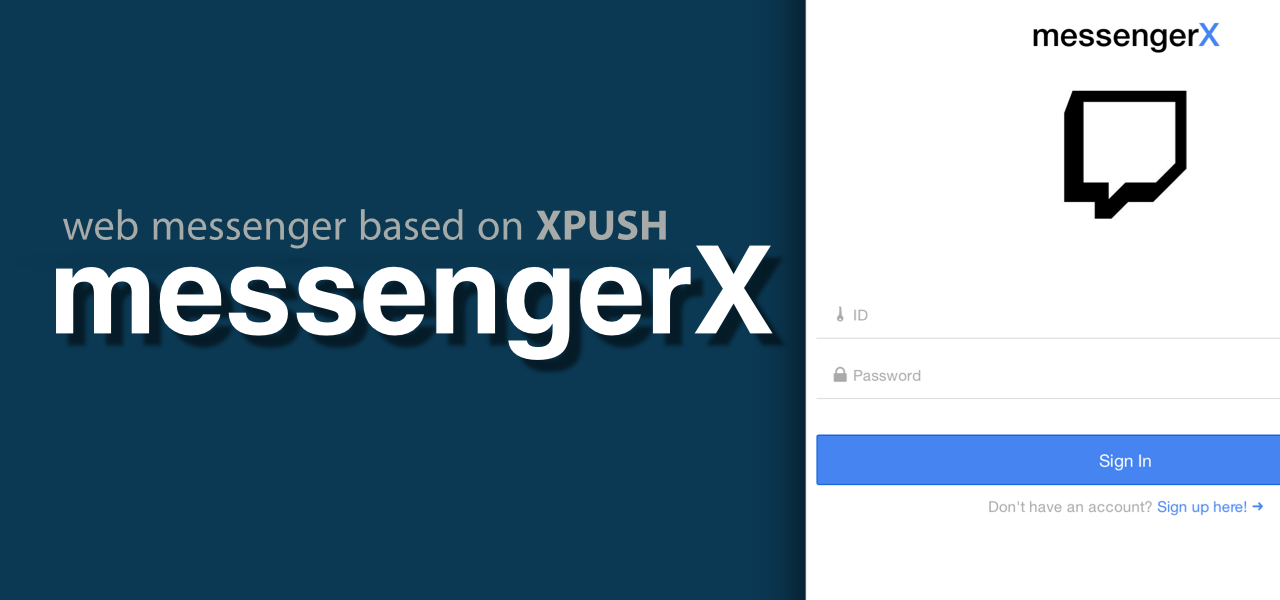 web messenger based on XPUSH
messengerX
messengerX
ID
Password
Sign In
Don't have an account? Sign up here! ➜